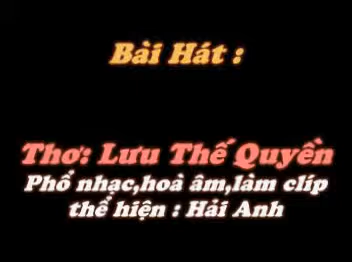 Bài Hát :
Thơ: Lưu Thế Quyền
Phổ nhạc,hoà âm,làm clíp
thể hiện : Hải Anh